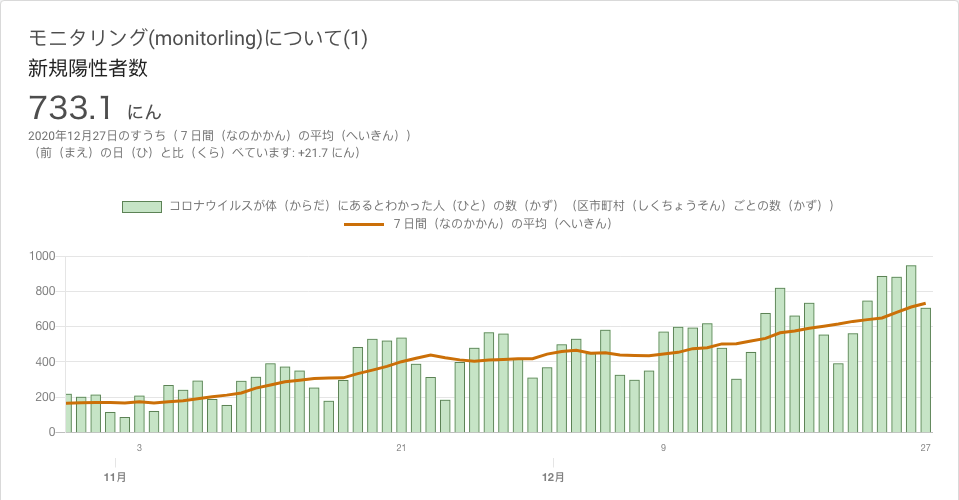 モニタリング(monitorling)について(1)
新規陽性者数
733.1 にん
2020年12月27日のすうち（７日間（なのかかん）の平均（へいきん））
（前（まえ）の日（ひ）と比（くら）べています: +21.7 にん）
コロナウイルスが体（からだ）にあるとわかった人（ひと）の数（かず）（区市町村（しくちょうそん）ごとの数（かず））
７日間（なのかかん）の平均（へいきん）
1000
800
600
400
200
0
3 21 9 27
11月 12月